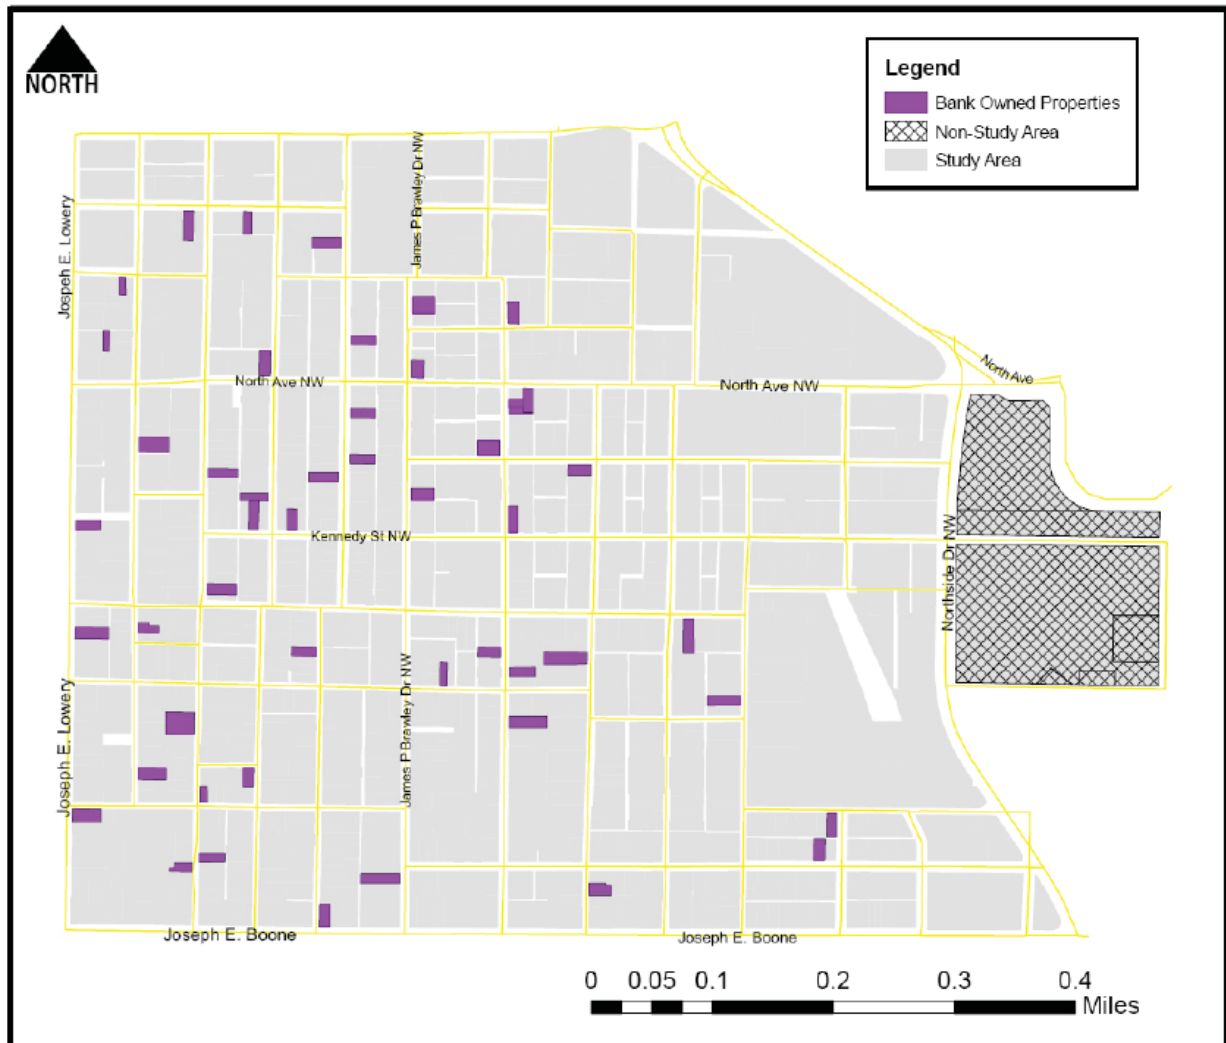 NORTH
Legend
Bank Owned Properties
Non-Study Area
Study Area
James P Brawley Dr NW
Jospeh E. Lowery
North Ave NW
North Ave NW
North Ave
Kennedy St NW
Northside Dr NW
James P Brawley Dr NW
Joseph E. Lowery
Joseph E. Boone
Joseph E. Boone
0 0.05 0.1 0.2 0.3 0.4
Miles